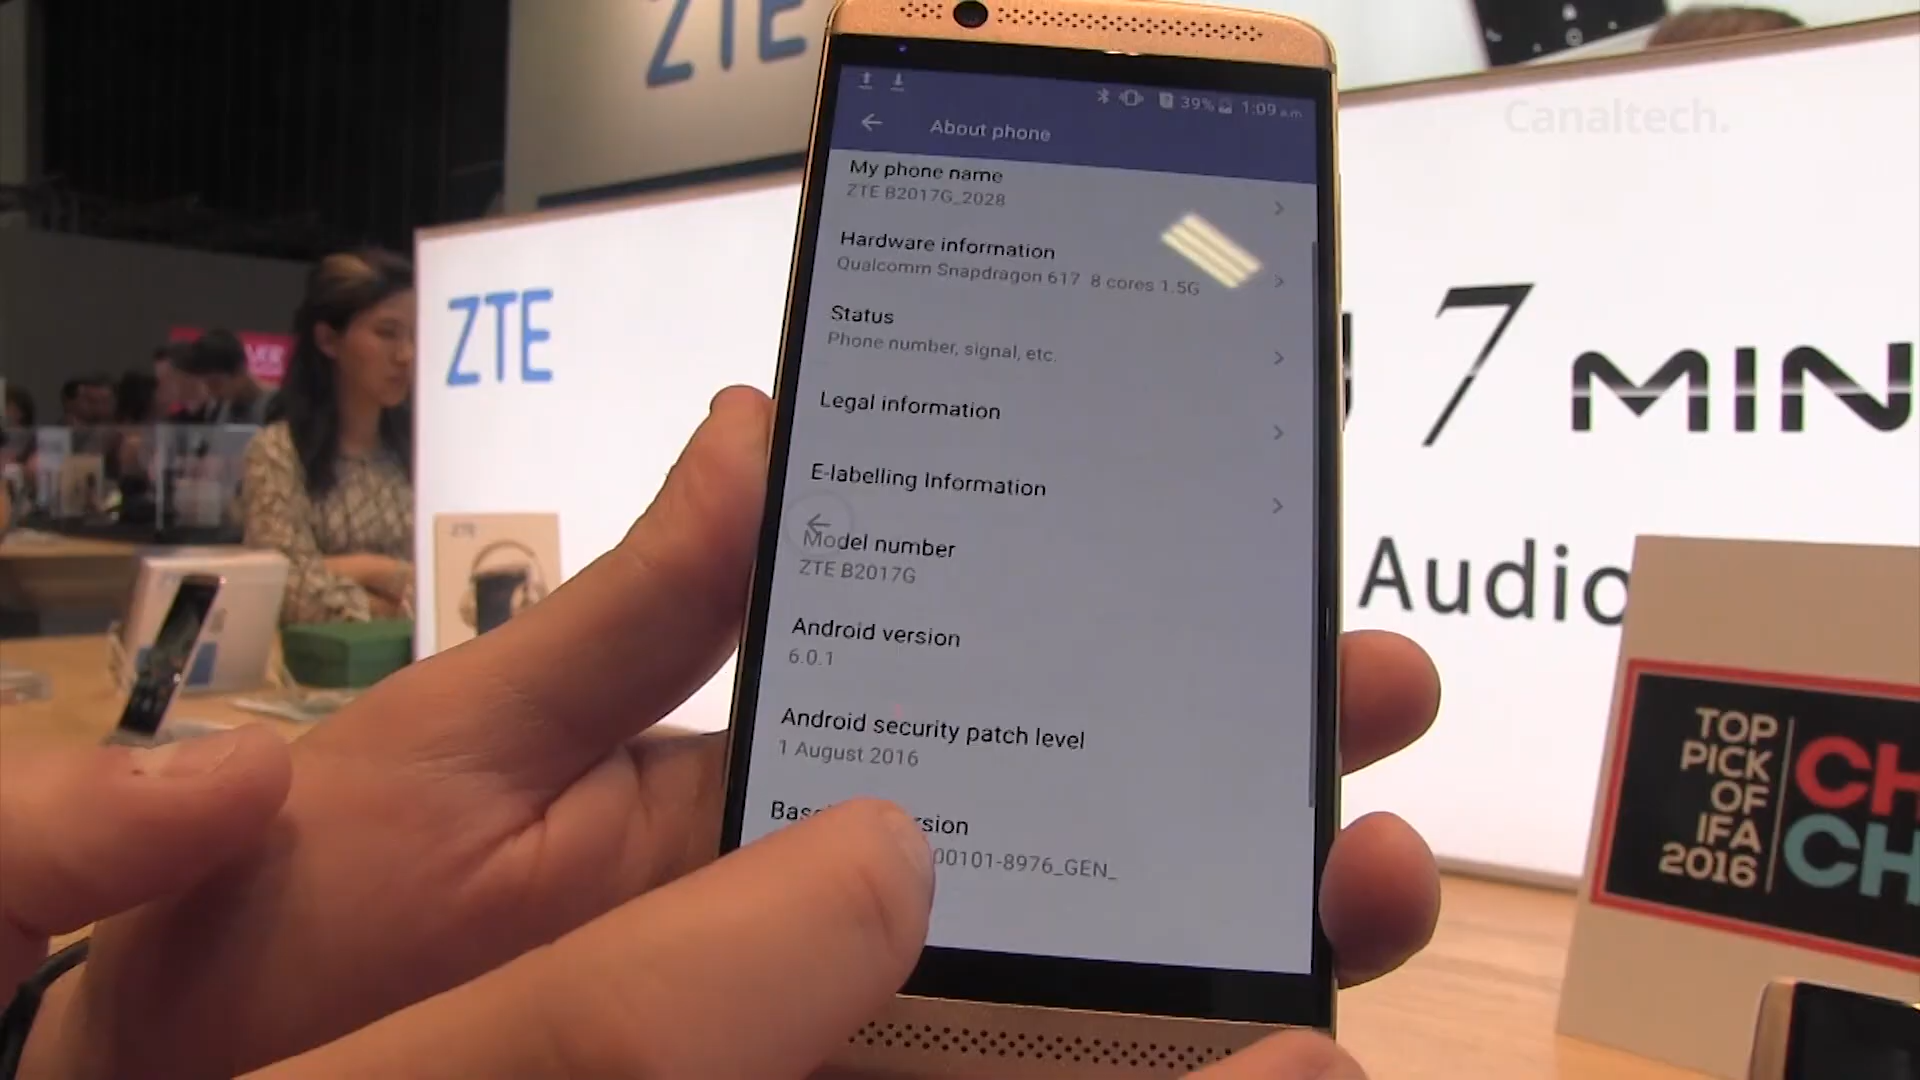 ZTE
Canaltech.
39% 1:09 a.m
About phone
My phone name
ZTE B2017G_2028
Hardware information
Qualcomm Snapdragon 617 8 cores 1.5G
Status
Phone number, signal, etc.
Legal information
E-labelling Information
Model number
ZTE B2017G
Android version
6.0.1
Android security patch level
1 August 2016
00101-8976_GEN_
ZTE
ZTE
7 MIN
Audio
TOP
PICK
OF
IFA
2016
CH
CH